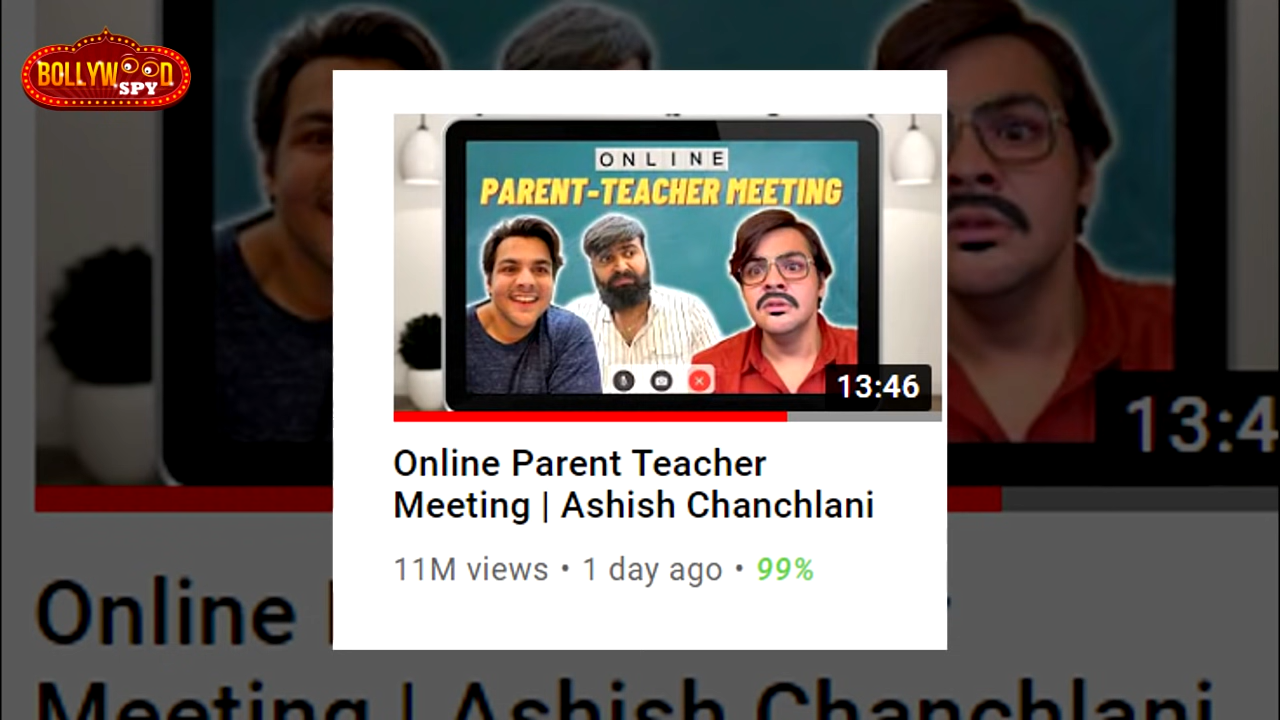 BOLLYWOOD
SPY
ONLINE
PARENT-TEACHER MEETING
13:46
Online Parent Teacher
Meeting | Ashish Chanchlani
11M views • 1 day ago • 99%
13:4
Online
Meeting | Ashish Chanchlani